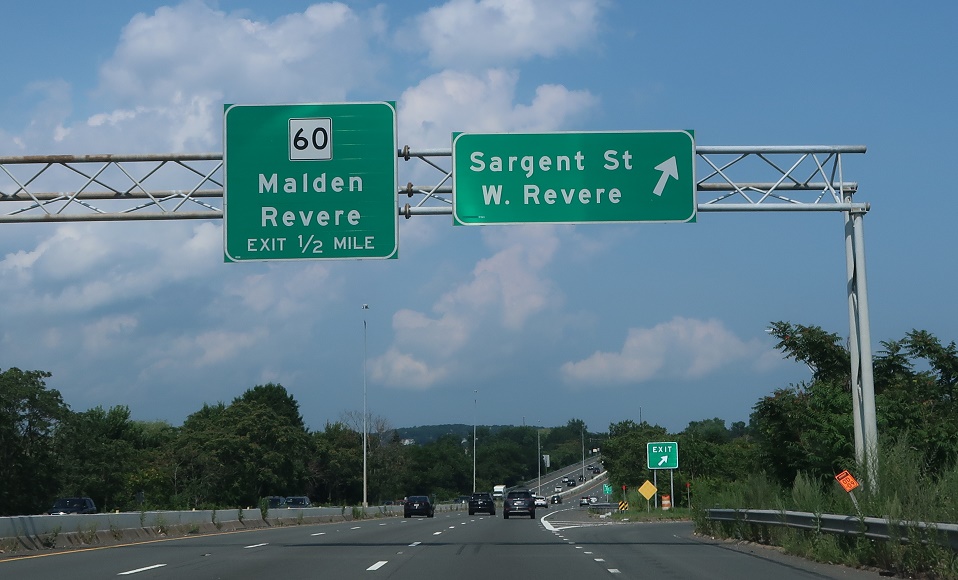 60
Malden
Revere
EXIT 1/2 MILE
Sargent St
W. Revere
EXIT